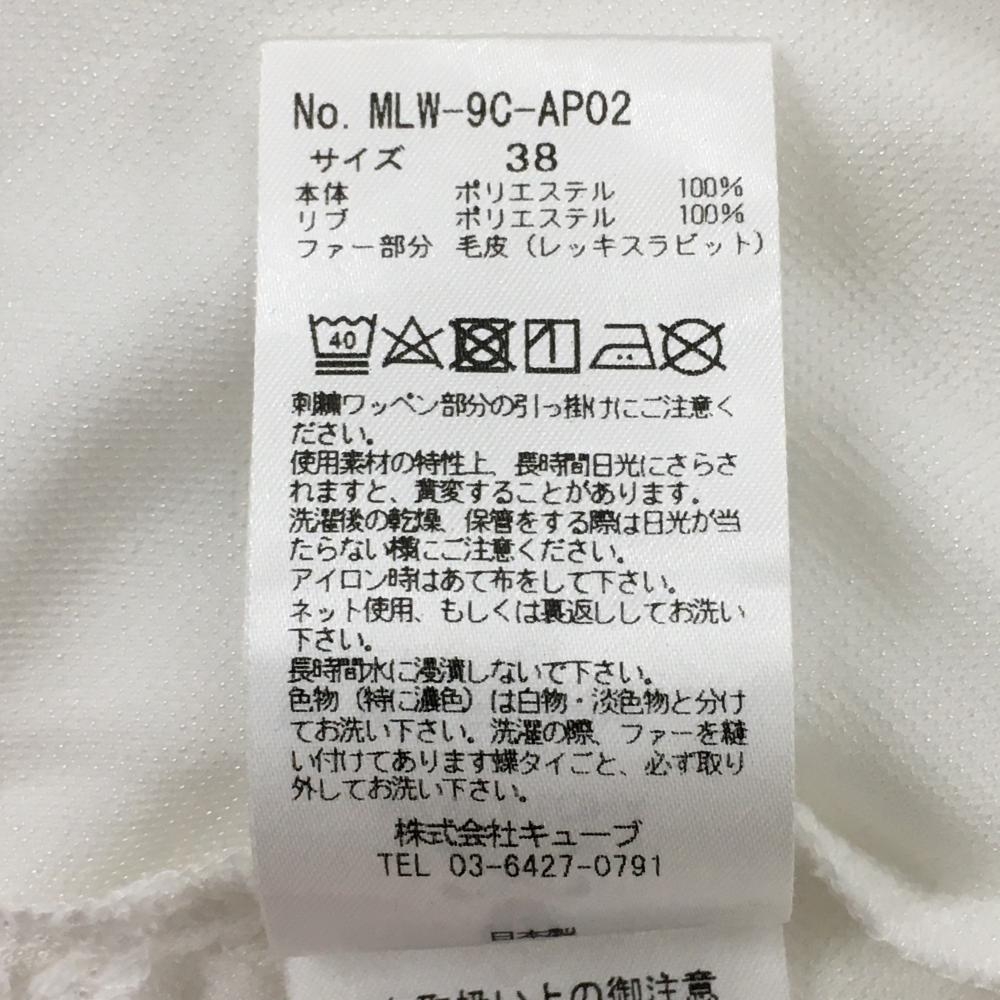 No. MLW-9C-AP02
サイズ 38
本体 ポリエステル 100%
リブ ポリエステル 100%
ファー部分 毛皮（レッキスラビット）
40
刺繍ワッペン部分の引っ掛けにご注意く
ださい。
使用素材の特性上、長時間日光にさらさ
れますと、黄変することがあります。
洗濯後の乾燥、保管をする際は日光が当
たらない様にご注意ください。
アイロン時はあて布をして下さい。
ネット使用、もしくは裏返ししてお洗い
下さい。
長時間水に浸漬しないで下さい。
色物（特に濃色）は白物・淡色物と分け
てお洗い下さい。洗濯の際、ファーを縫
い付けてあります蝶タイごと、必ず取り
外してお洗い下さい。
株式会社キューブ
TEL 03-6427-0791
日本製
お取扱い上の御注意